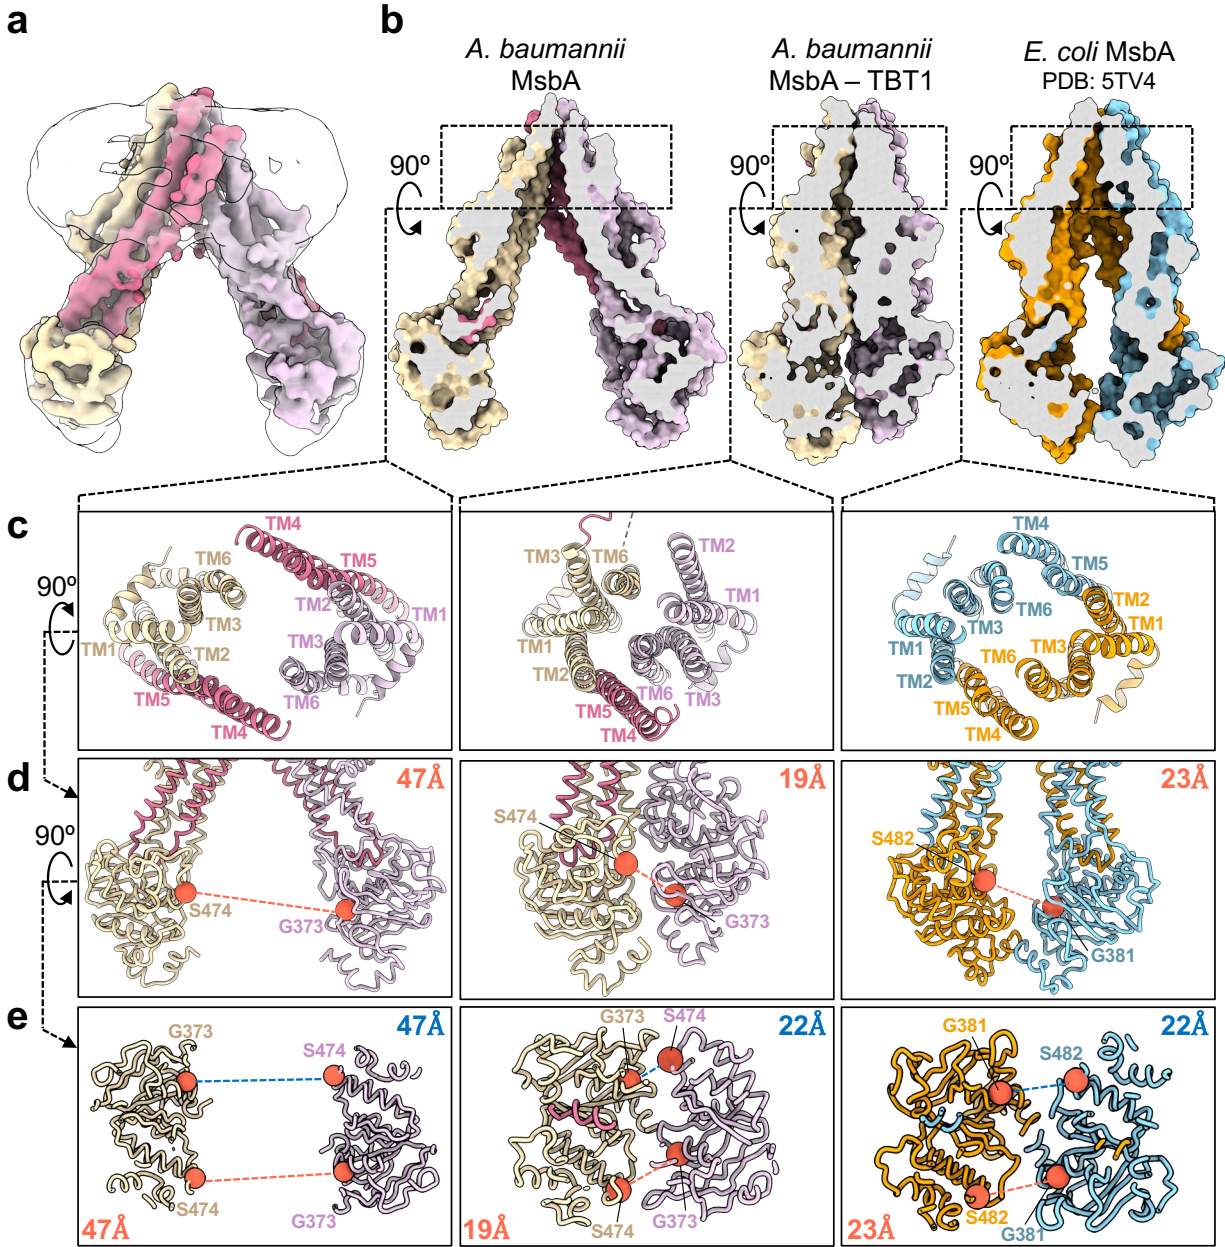 a
b
A. baumannii
MsbA
A. baumannii
MsbA – TBT1
E. coli MsbA
PDB: 5TV4
90º
90º
90º
c
90º
TM4
TM6
TM5
TM2
TM1
TM3
TM3
TM1
TM2
TM5
TM6
TM4
TM3
TM6
TM2
TM1
TM1
TM2
TM6
TM5
TM3
TM4
TM4
TM5
TM2
TM6
TM1
TM3
TM3
TM1
TM6
TM2
TM5
TM4
d
90º
47Å
S474
G373
19Å
S474
G373
23Å
S482
G381
e
G373
47Å
S474
S474
G373
47Å
G373
S474
22Å
S474
G373
19Å
G381
22Å
S482
S482
G381
23Å